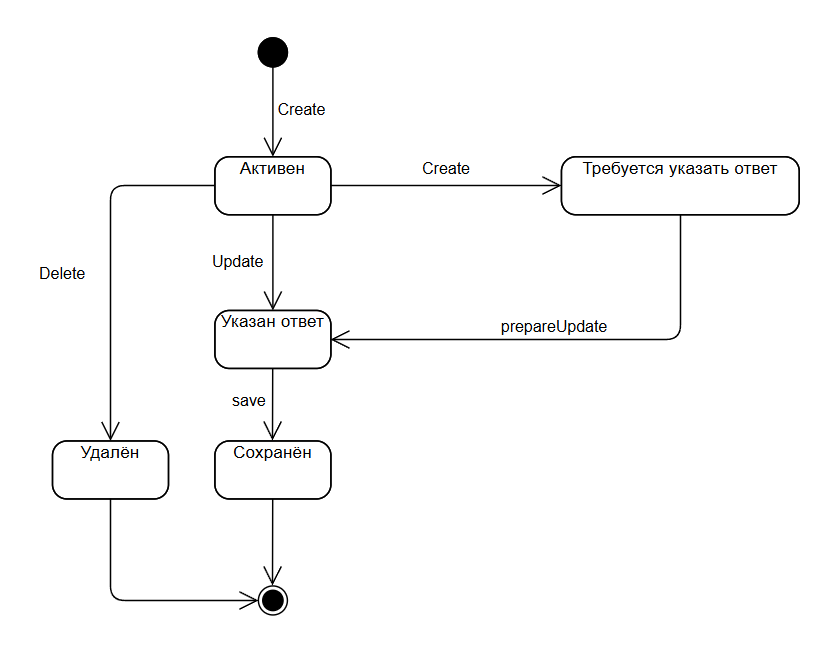 Create
Активен
Create
Требуется указать ответ
Update
Delete
Указан ответ
prepareUpdate
save
Удалён
Сохранён